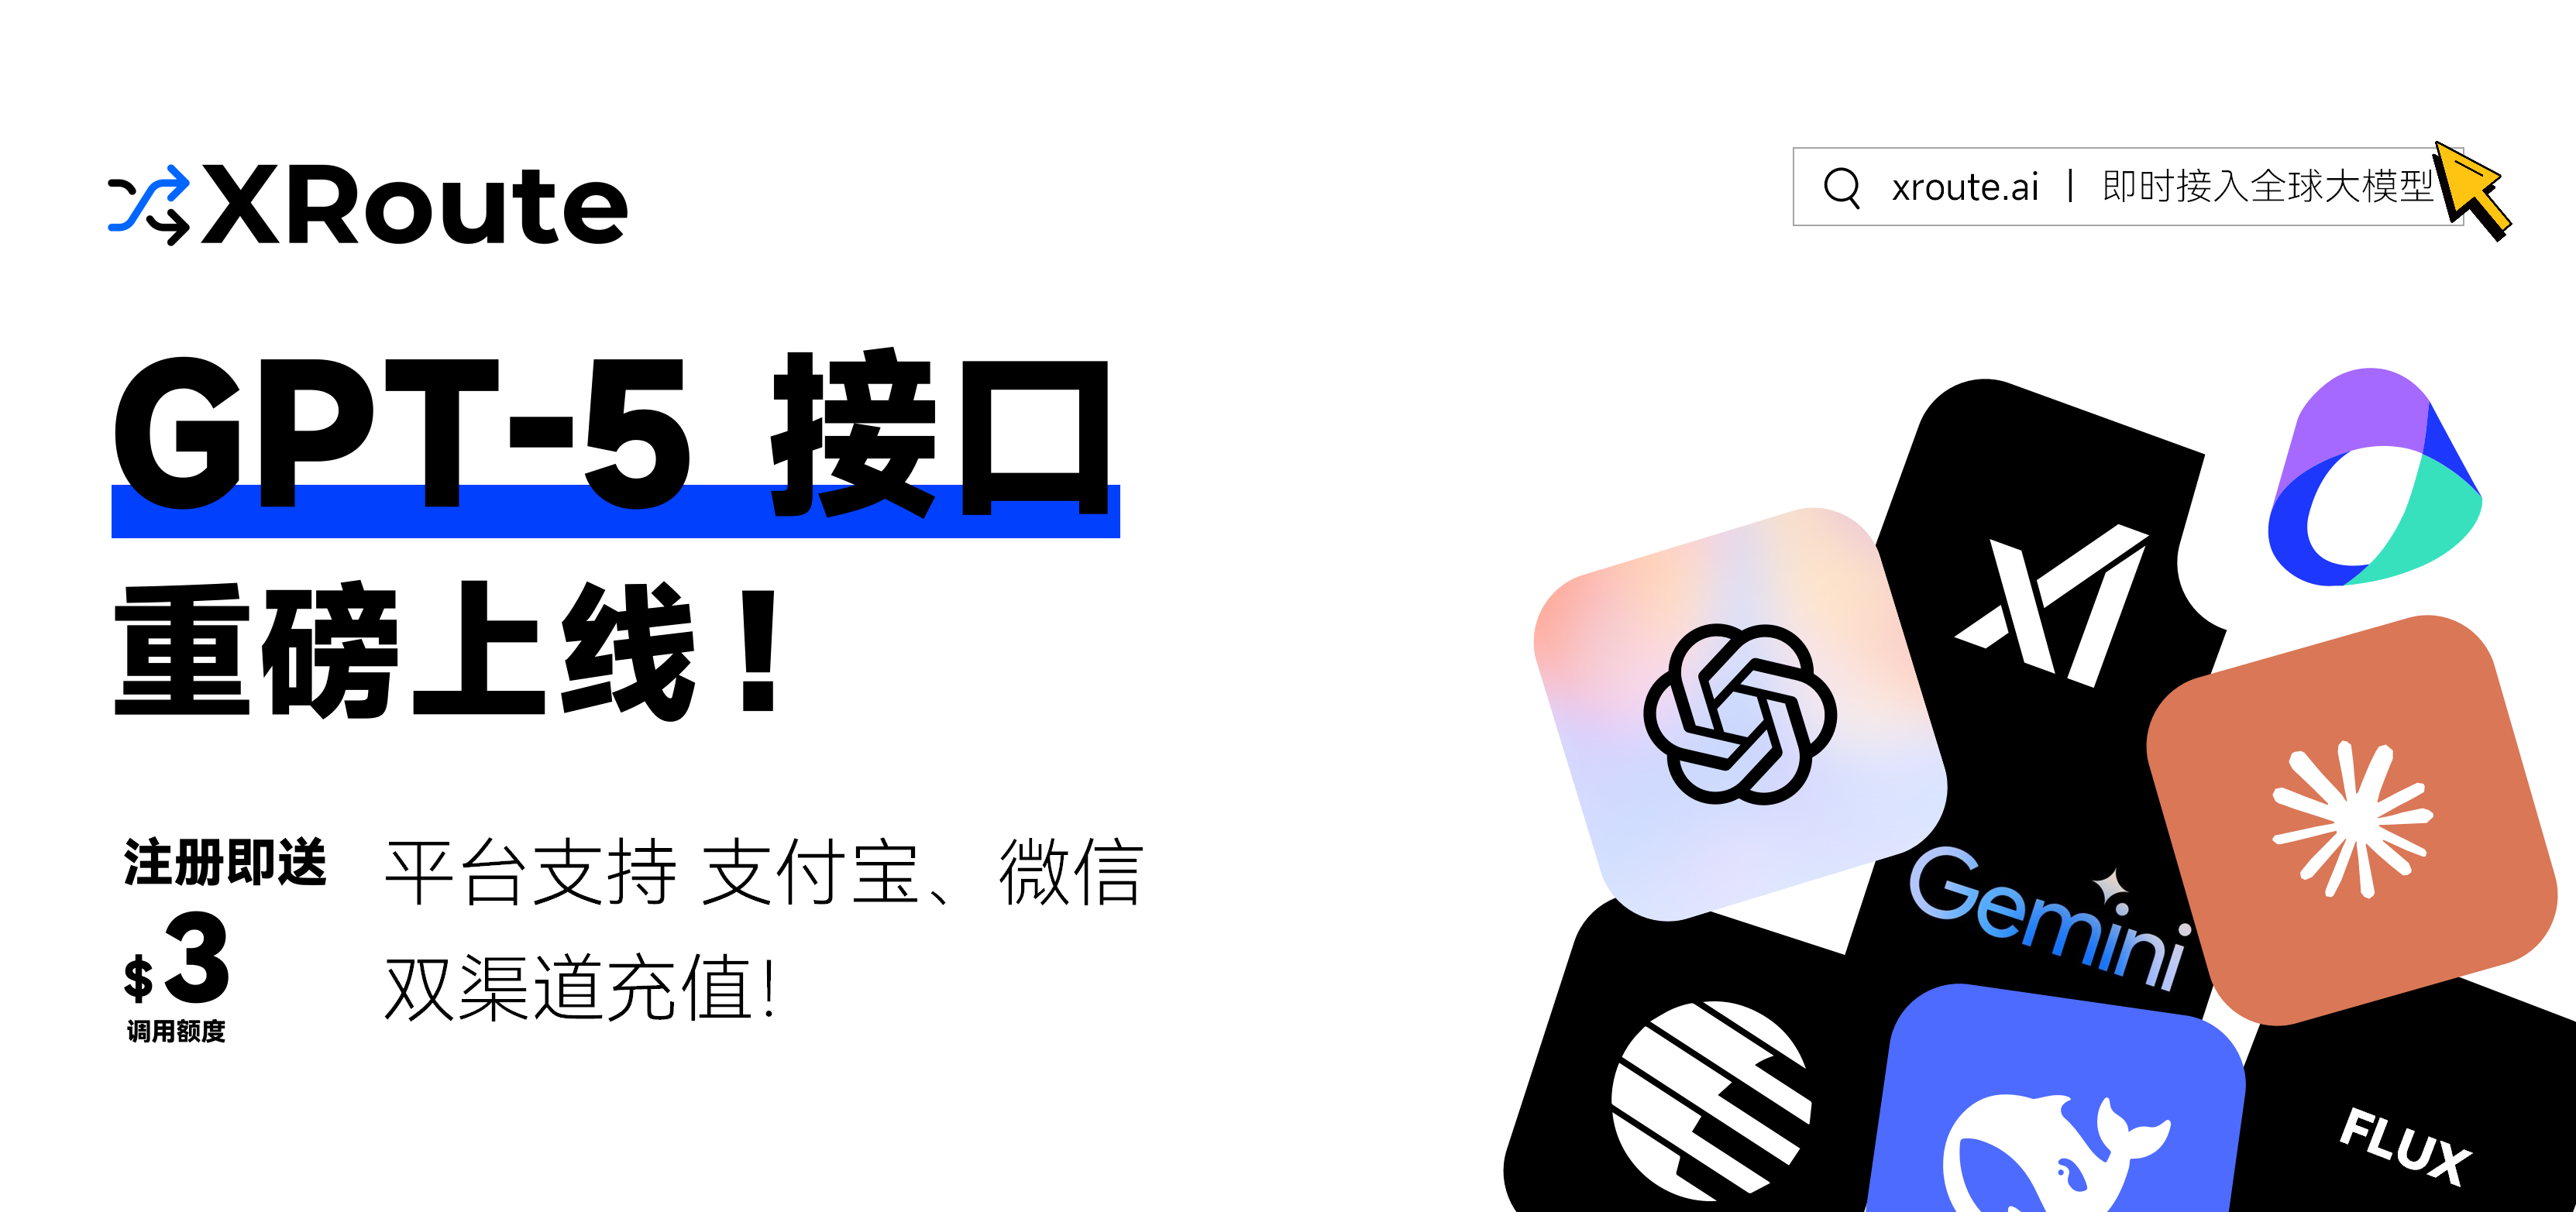 XRoute
xroute.ai | 即时接入全球大模型
GPT-5 接口
重磅上线！
注册即送
$3
调用额度
平台支持 支付宝、微信
双渠道充值！
Gemini
FLUX